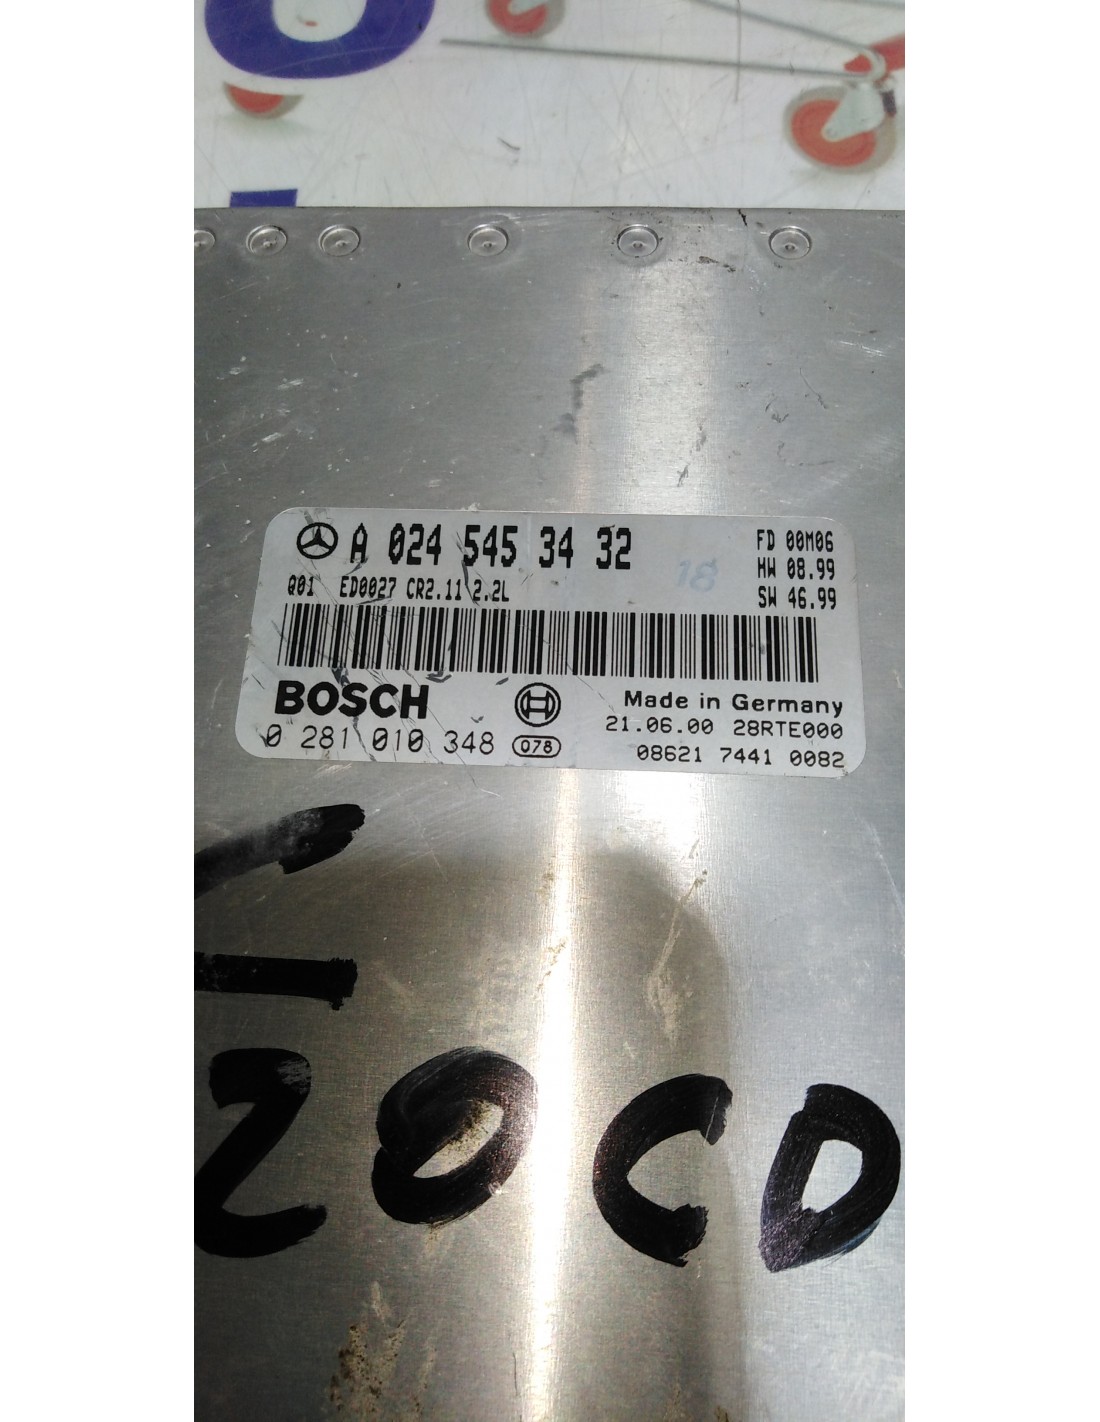 A 024 545 34 32
FD 00M06
HW 08.99
SW 46.99
18
Q01 ED0027 CR2.11 2.2L
BOSCH
Made in Germany
21.06.00 28RTE000
0 281 010 348 078
08621 7441 0082
20CD